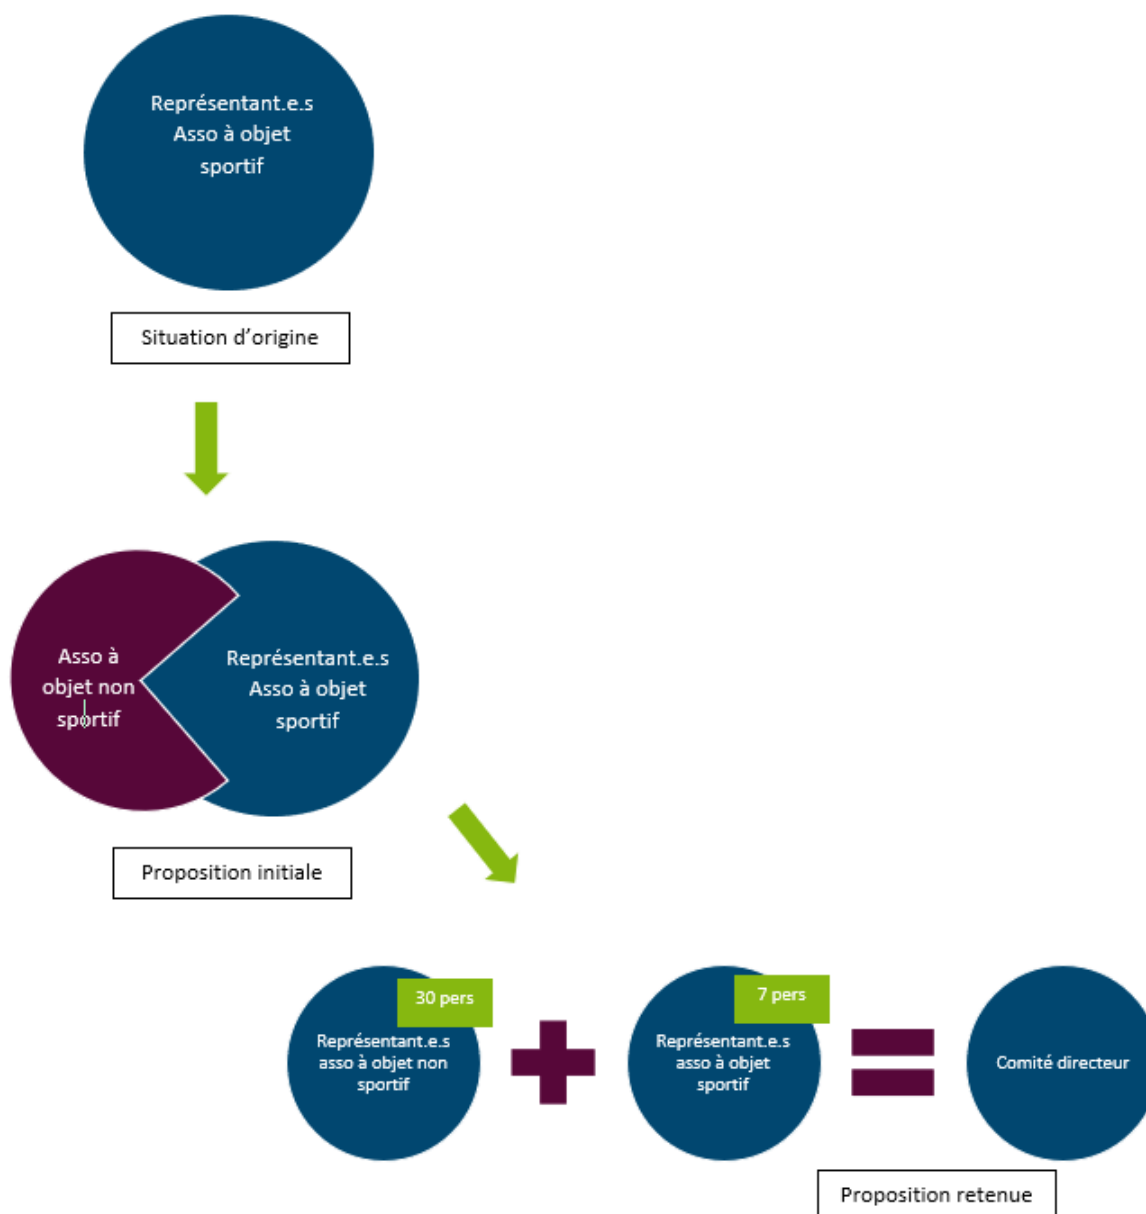 Représentant.e.s
Asso à objet
sportif
Situation d'origine
Asso à
objet non
sportif
Représentant.e.s
Asso à objet
sportif
Proposition initiale
30 pers
Représentant.e.s
asso à objet non
sportif
7 pers
Représentant.e.s
asso à objet
sportif
Comité directeur
Proposition retenue